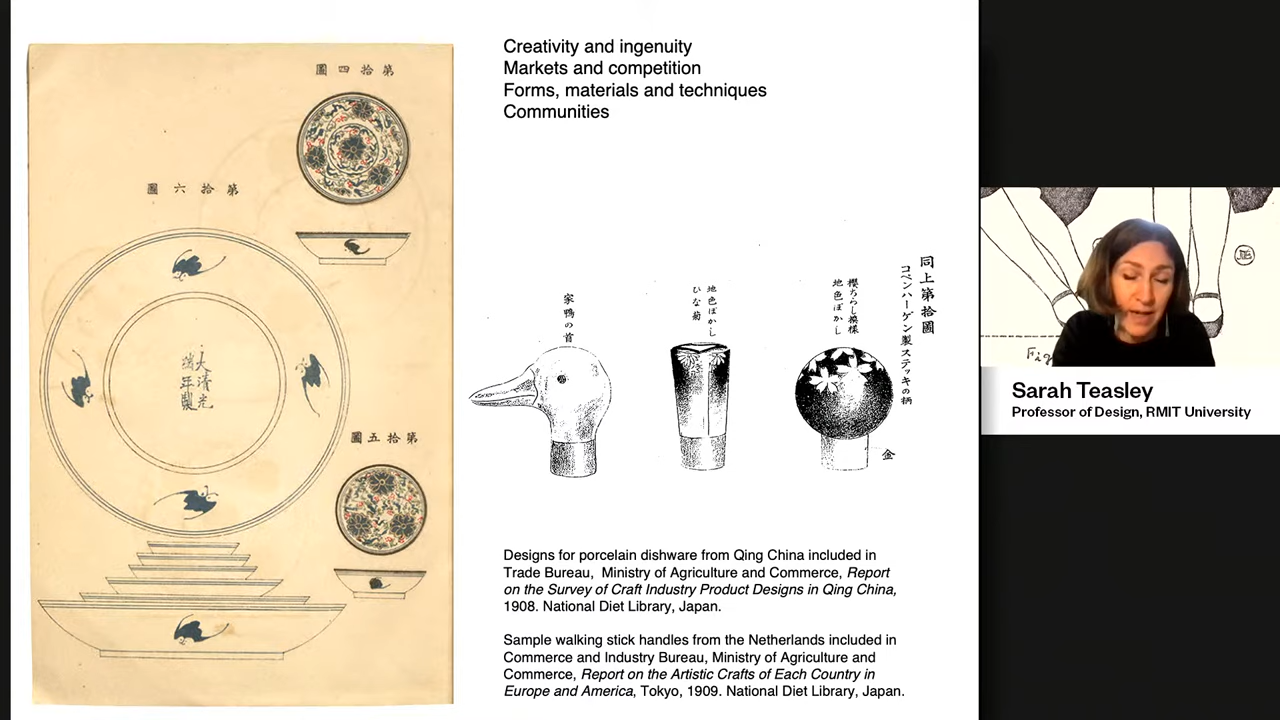 第拾四圖
第拾六圖
大清光
緒年製
第拾五圖
Creativity and ingenuity
Markets and competition
Forms, materials and techniques
Communities
同上第拾圖
コペンハーゲン製ステッキの柄
櫻ちらし模様
地色ぼかし
金
地色ぼかし
ひな菊
家鴨の首
Designs for porcelain dishware from Qing China included in
Trade Bureau, Ministry of Agriculture and Commerce, Report
on the Survey of Craft Industry Product Designs in Qing China,
1908. National Diet Library, Japan.
Sample walking stick handles from the Netherlands included in
Commerce and Industry Bureau, Ministry of Agriculture and
Commerce, Report on the Artistic Crafts of Each Country in
Europe and America, Tokyo, 1909. National Diet Library, Japan.
Fig
Sarah Teasley
Professor of Design, RMIT University